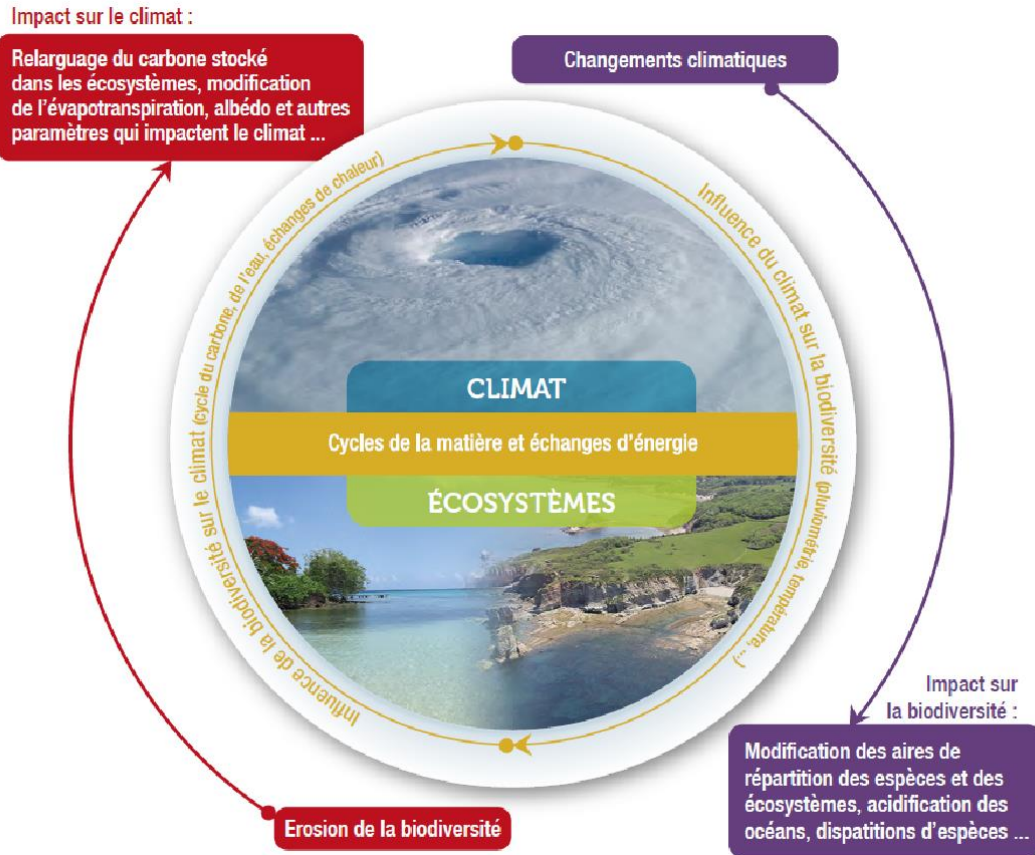 Impact sur le climat :
Relarguage du carbone stocké
dans les écosystèmes, modification
de l'évapotranspiration, albédo et autres
paramètres qui impactent le climat ...
Changements climatiques
Influence de la biodiversité sur le climat (cycle du carbone, de l'eau, échanges de chaleur)
Influence du climat sur la biodiversité (pluviométrie, température, ...)
CLIMAT
Cycles de la matière et échanges d'énergie
ÉCOSYSTÈMES
Impact sur
la biodiversité :
Modification des aires de
répartition des espèces et des
écosystèmes, acidification des
océans, dispatitions d'espèces ...
Erosion de la biodiversité